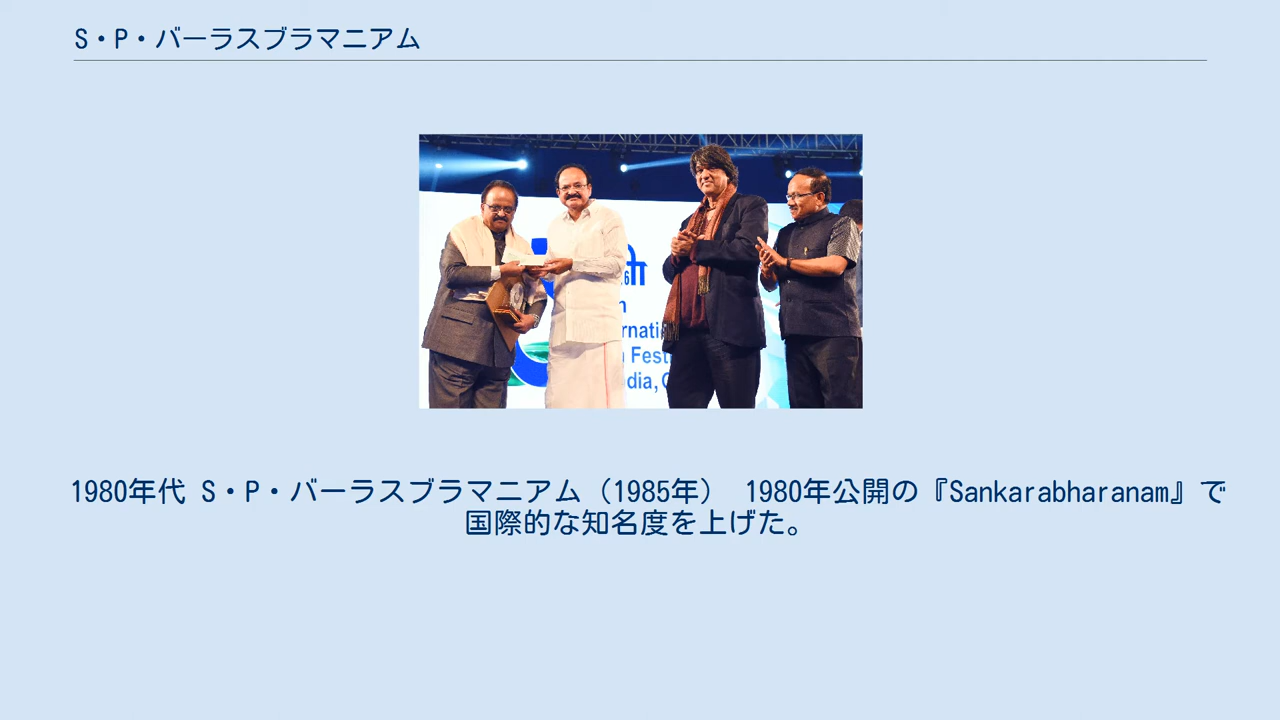 S・P・バーラスブラマニアム
1980年代 S・P・バーラスブラマニアム（1985年） 1980年公開の『Sankarabharanam』で
国際的な知名度を上げた。